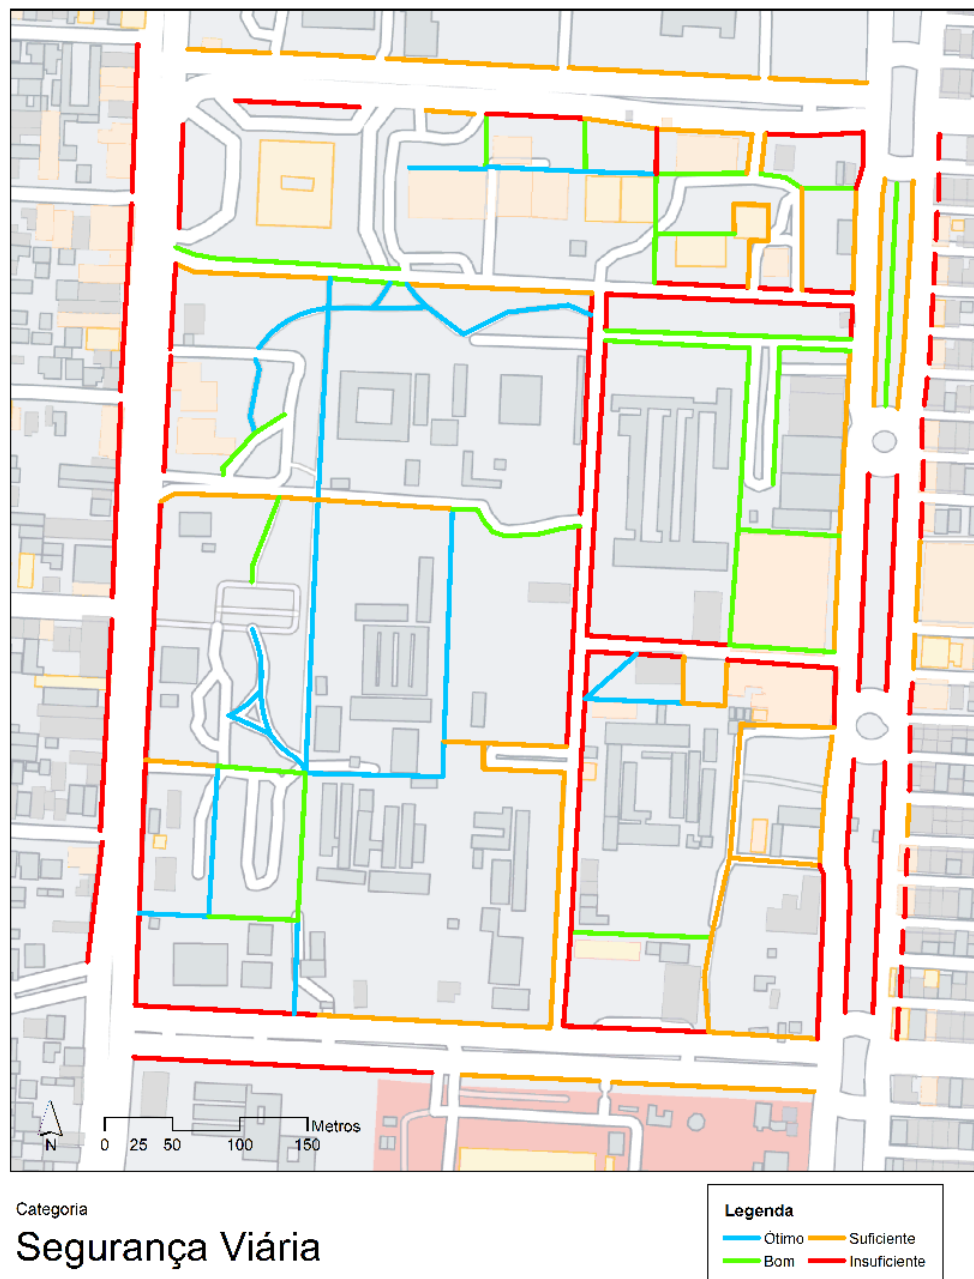 N
0 25 50 100 150 Metros
Categoria
Segurança Viária
Legenda
Ótimo Suficiente
Bom Insuficiente